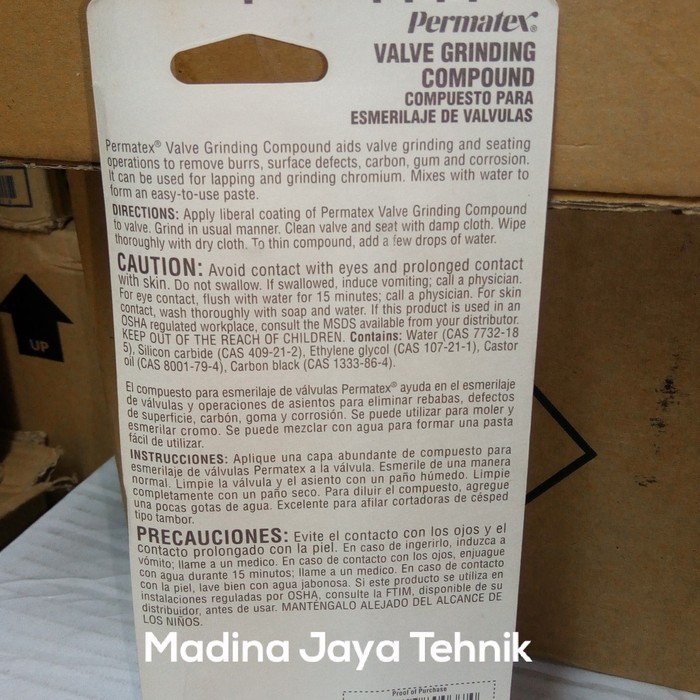 Permatex®
VALVE GRINDING
COMPOUND
COMPUESTO PARA
ESMERILAJE DE VALVULAS
Permatex® Valve Grinding Compound aids valve grinding and seating
operations to remove burrs, surface defects, carbon, gum and corrosion.
It can be used for lapping and grinding chromium. Mixes with water to
form an easy-to-use paste.
DIRECTIONS: Apply liberal coating of Permatex Valve Grinding Compound
to valve. Grind in usual manner. Clean valve and seat with damp cloth. Wipe
thoroughly with dry cloth. To thin compound, add a few drops of water.
CAUTION: Avoid contact with eyes and prolonged contact
with skin. Do not swallow. If swallowed, induce vomiting; call a physician.
For eye contact, flush with water for 15 minutes; call a physician. For skin
contact, wash thoroughly with soap and water. If this product is used in an
OSHA regulated workplace, consult the MSDS available from your distributor.
KEEP OUT OF THE REACH OF CHILDREN. Contains: Water (CAS 7732-18
5), Silicon carbide (CAS 409-21-2), Ethylene glycol (CAS 107-21-1), Castor
oil (CAS 8001-79-4), Carbon black (CAS 1333-86-4).
El compuesto para esmerilaje de válvulas Permatex® ayuda en el esmerilaje
de válvulas y operaciones de asientos para eliminar rebabas, defectos
de superficie, carbón, goma y corrosión. Se puede utilizar para moler y
esmerilar cromo. Se puede mezclar con agua para formar una pasta
fácil de utilizar.
INSTRUCCIONES: Aplique una capa abundante de compuesto para
esmerilaje de válvulas Permatex a la válvula. Esmerile de una manera
normal. Limpie la válvula y el asiento con un paño húmedo. Limpie
completamente con un paño seco. Para diluir el compuesto, agregue
una pocas gotas de agua. Excelente para afilar cortadoras de césped
tipo tambor.
PRECAUCIONES: Evite el contacto con los ojos y el
contacto prolongado con la piel. En caso de ingerirlo, induzca a
vómito; llame a un medico. En caso de contacto con los ojos, enjuague
con agua durante 15 minutos; llame a un medico. En caso de contacto
con la piel, lave bien con agua jabonosa. Si este producto se utiliza en
instalaciones reguladas por OSHA, consulte la FTIM, disponible de su
distribuidor, antes de usar. MANTÉNGALO ALEJADO DEL ALCANCE DE
LOS NIÑOS.
Madina Jaya Tehnik
Proof of Purchase
UP